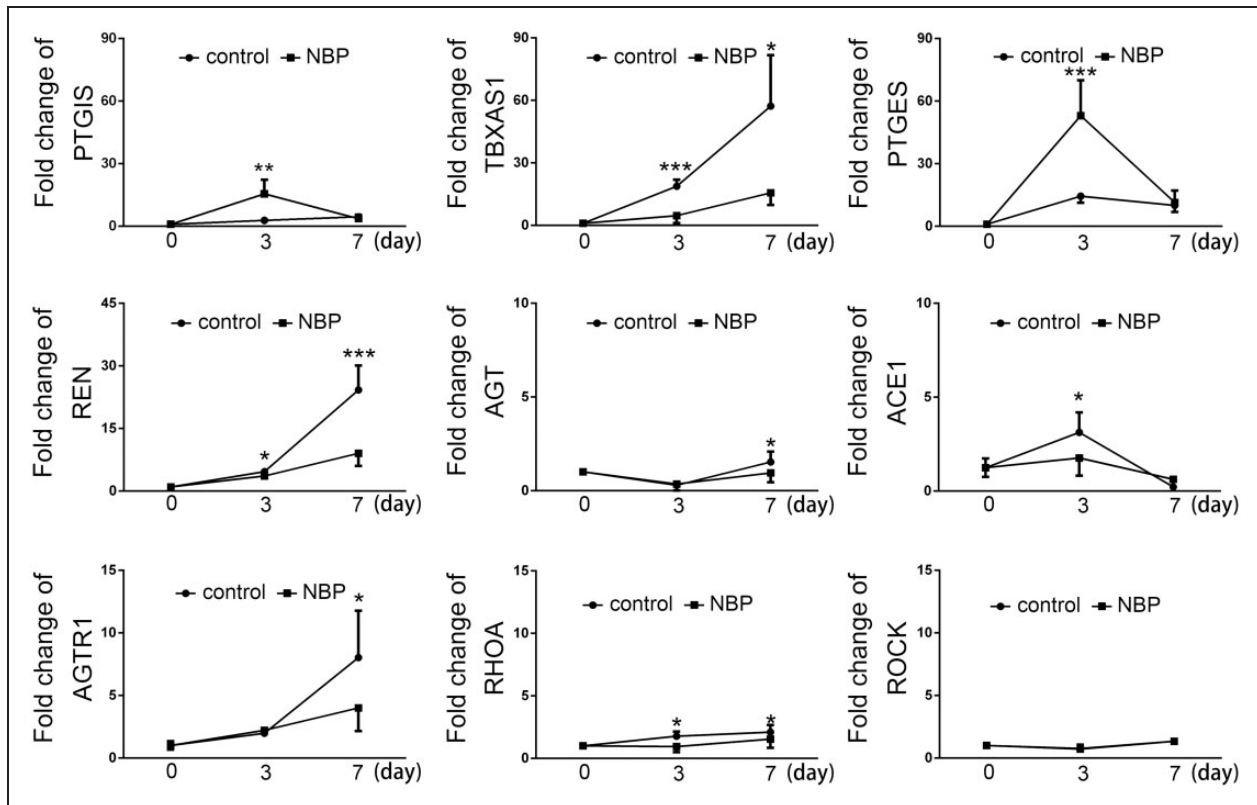 Fold change of
PTGIS
90
60
30
0
control NBP
**
0 3 7 (day)
Fold change of
TBXAS1
90
60
30
0
control NBP
*
***
0 3 7 (day)
Fold change of
PTGES
90
60
30
0
control NBP
***
0 3 7 (day)
Fold change of
REN
45
30
15
0
control NBP
***
*
0 3 7 (day)
Fold change of
AGT
10
5
0
control NBP
*
0 3 7 (day)
Fold change of
ACE1
10
5
0
control NBP
*
0 3 7 (day)
Fold change of
AGTR1
15
10
5
0
control NBP
*
0 3 7 (day)
Fold change of
RHOA
15
10
5
0
control NBP
* *
0 3 7 (day)
Fold change of
ROCK
15
10
5
0
control NBP
0 3 7 (day)